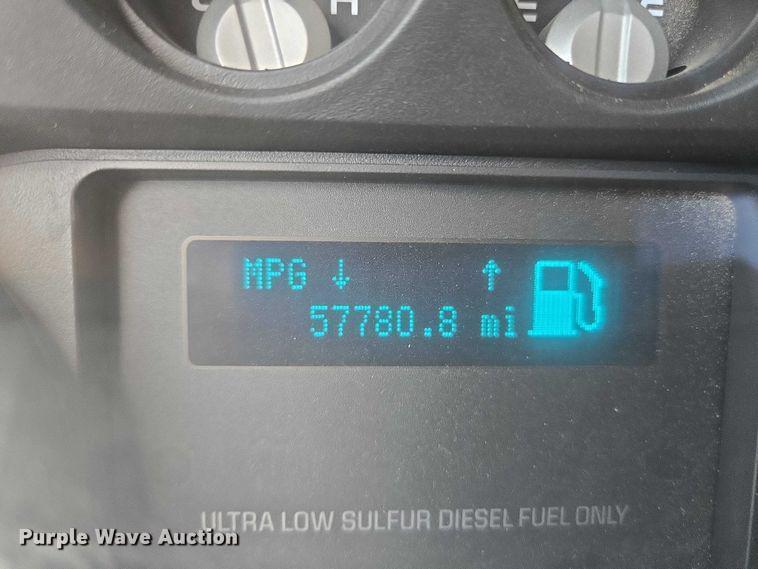 H
MPG ↓ ↑
57780.8 mi
ULTRA LOW SULFUR DIESEL FUEL ONLY
Purple Wave Auction